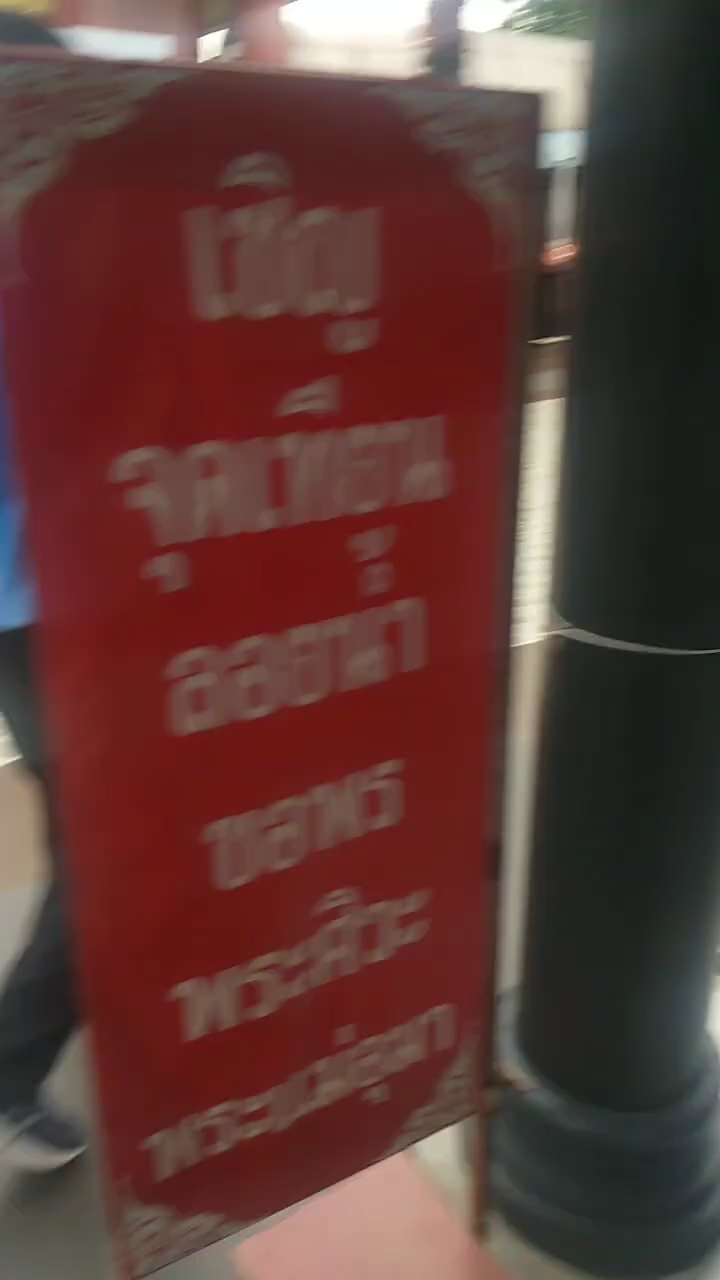 เชิญ
จุดเทียน
ลอยน้ำ
ขอพร
พระศิวะ
พระแม่อุมา